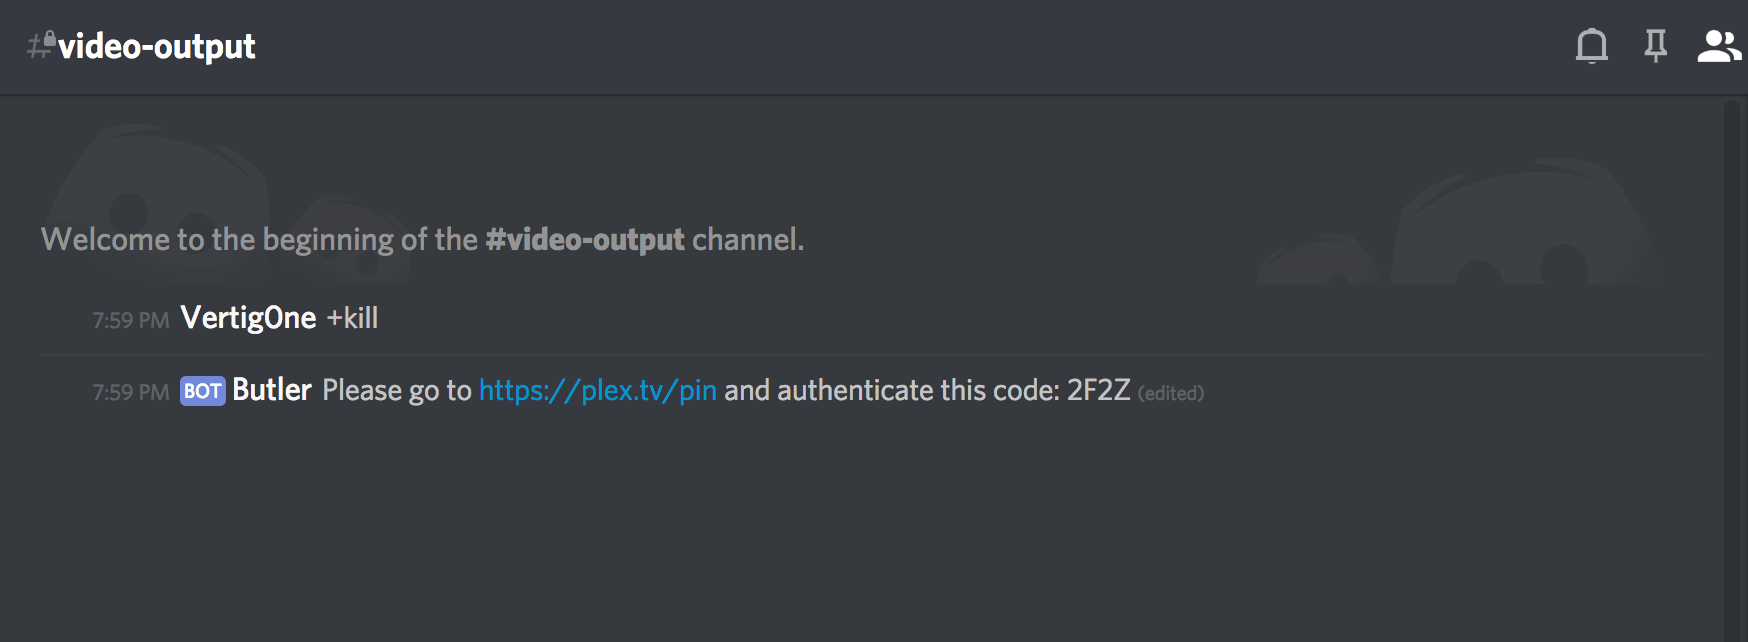 #video-output
Welcome to the beginning of the #video-output channel.
7:59 PM Vertig0ne +kill
7:59 PM BOT Butler Please go to https://plex.tv/pin and authenticate this code: 2F2Z (edited)